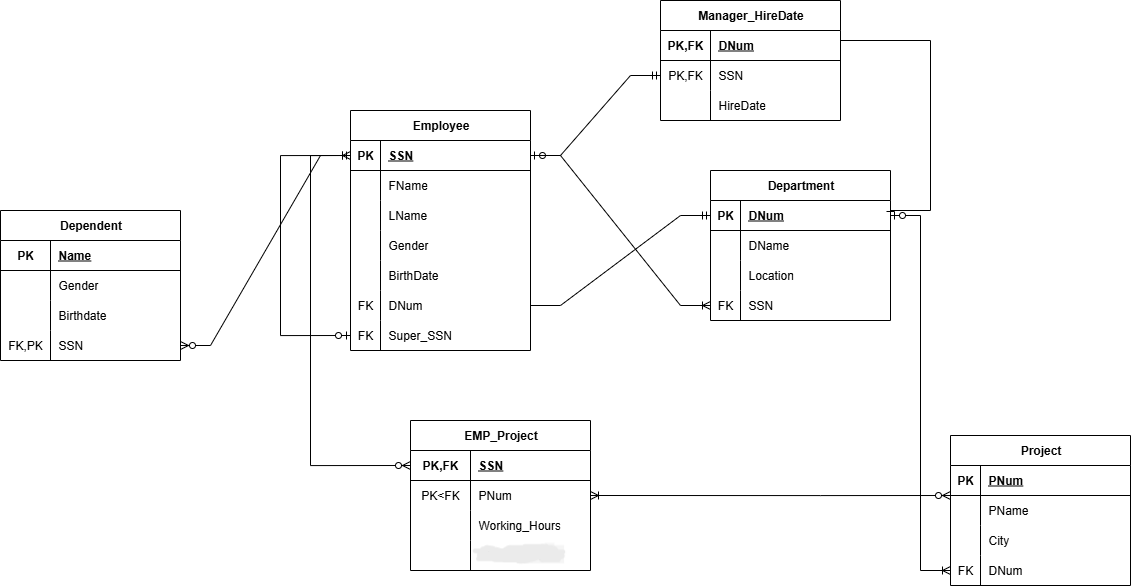 Manager_HireDate
PK,FK DNum
PK,FK SSN
HireDate
Employee
PK SSN
FName
LName
Gender
BirthDate
FK DNum
FK Super_SSN
Department
PK DNum
DName
Location
FK SSN
Dependent
PK Name
Gender
Birthdate
FK,PK SSN
EMP_Project
PK,FK SSN
PK<FK PNum
Working_Hours
Project
PK PNum
PName
City
FK DNum